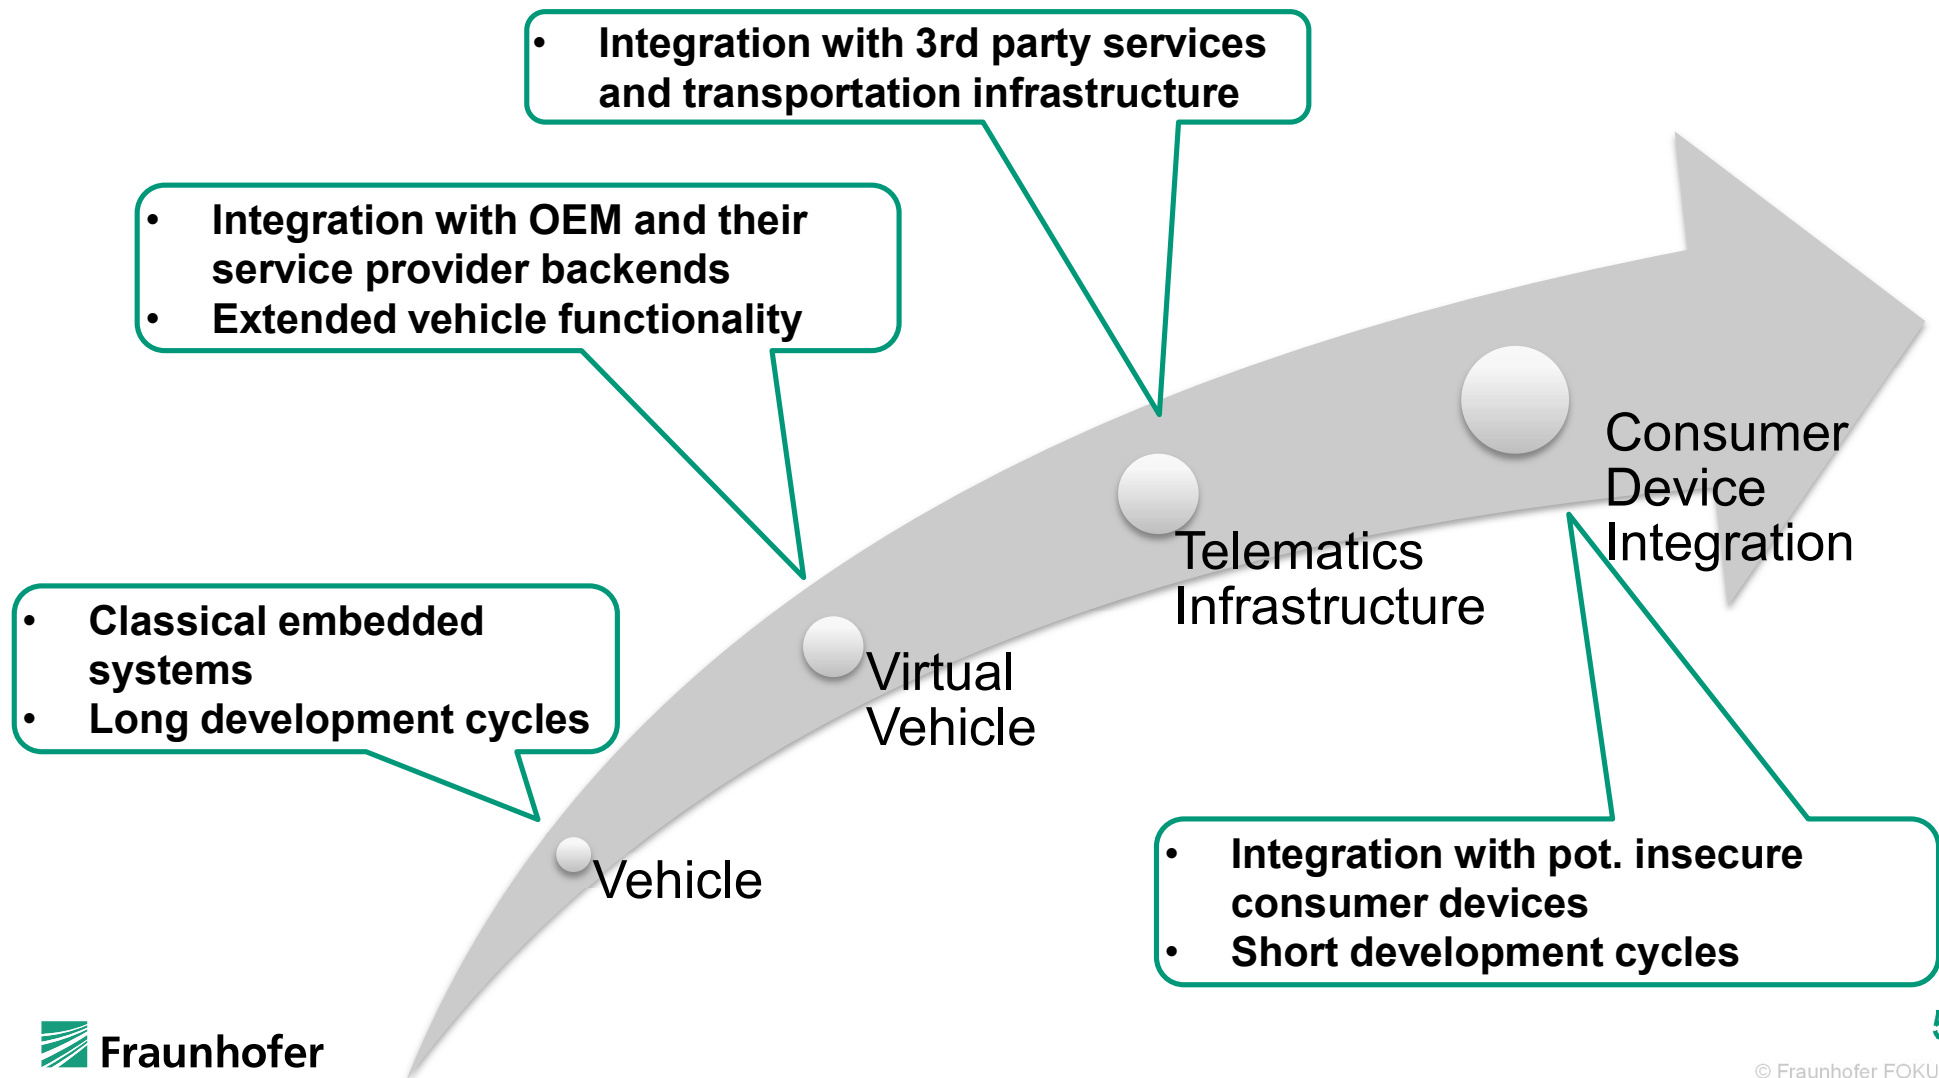 • Integration with 3rd party services
and transportation infrastructure
• Integration with OEM and their
service provider backends
• Extended vehicle functionality
• Classical embedded
systems
• Long development cycles
Consumer
Device
Integration
Telematics
Infrastructure
Virtual
Vehicle
Vehicle
• Integration with pot. insecure
consumer devices
• Short development cycles
Fraunhofer
5
© Fraunhofer FOKU